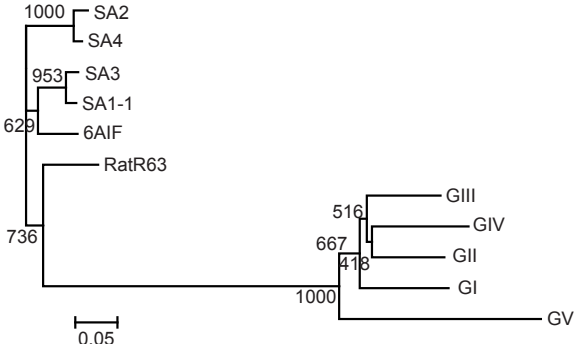 1000
SA2
SA4
953
SA3
SA1-1
629
6AIF
RatR63
736
GIII
516
GIV
667
GII
418
GI
1000
GV
0.05